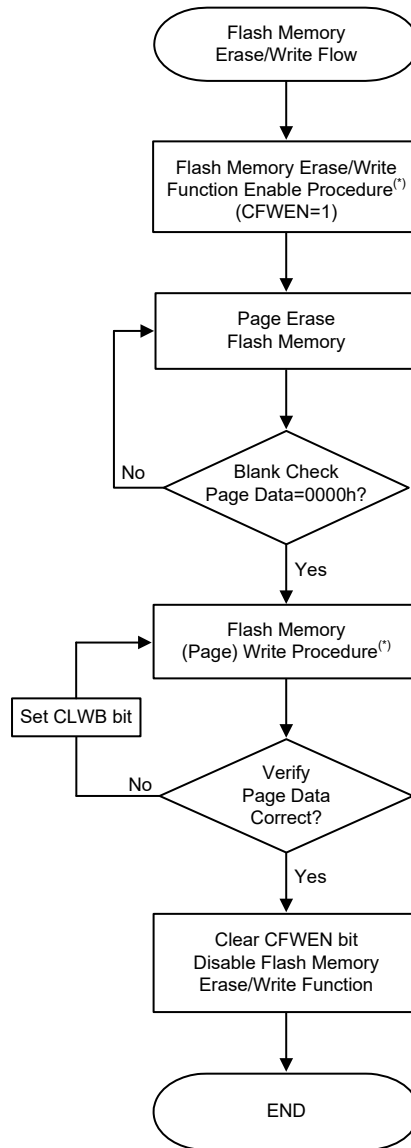 Flash Memory
Erase/Write Flow
Flash Memory Erase/Write
Function Enable Procedure(*)
(CFWEN=1)
Page Erase
Flash Memory
No
Blank Check
Page Data=0000h?
Yes
Flash Memory
(Page) Write Procedure(*)
Set CLWB bit
No
Verify
Page Data
Correct?
Yes
Clear CFWEN bit
Disable Flash Memory
Erase/Write Function
END